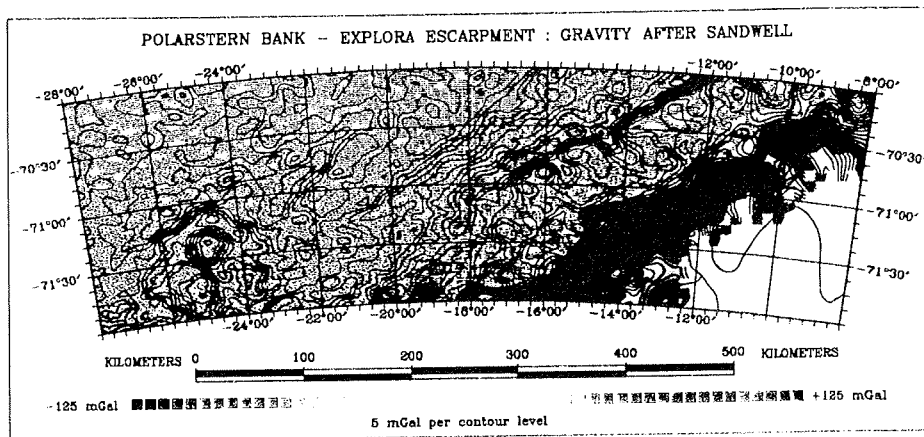 POLARSTERN BANK - EXPLORA ESCARPMENT : GRAVITY AFTER SANDWELL
-28°00' -26°00' -24°00' -12°00' -10°00' -8°00'
-70°30' -70°30'
-71°00' -71°00'
-71°30' -71°30'
-24°00' -22°00' -20°00' -18°00' -16°00' -14°00' -12°00'
KILOMETERS 0 100 200 300 400 500 KILOMETERS
-125 mGal +125 mGal
5 mGal per contour level